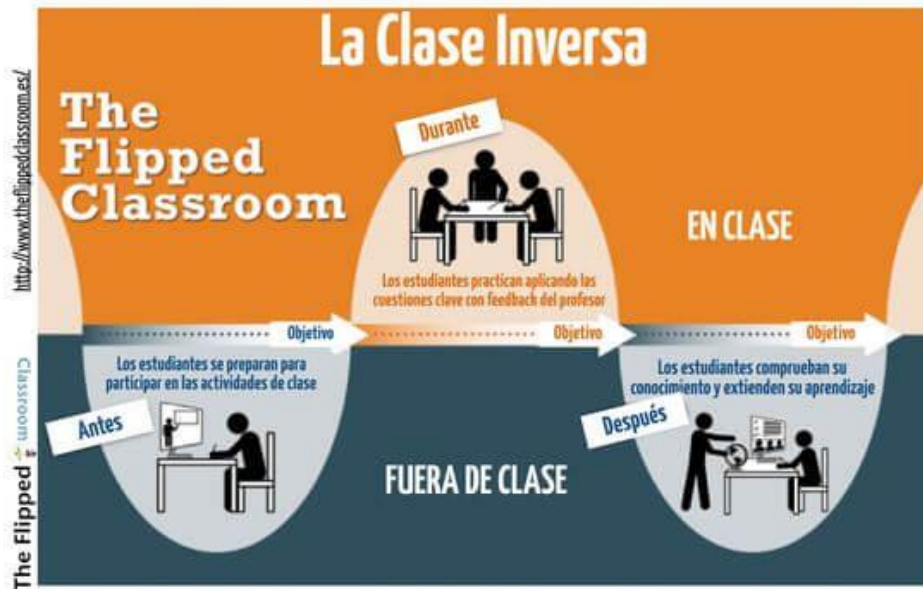 La Clase Inversa
The
Flipped
Classroom
Durante
EN CLASE
Los estudiantes practican aplicando las
cuestiones clave con feedback del profesor
Objetivo
Objetivo
Objetivo
Los estudiantes se preparan para
participar en las actividades de clase
Los estudiantes comprueban su
conocimiento y extienden su aprendizaje
Antes
Después
FUERA DE CLASE
http://www.theflippedclassroom.es/
The Flipped Classroom